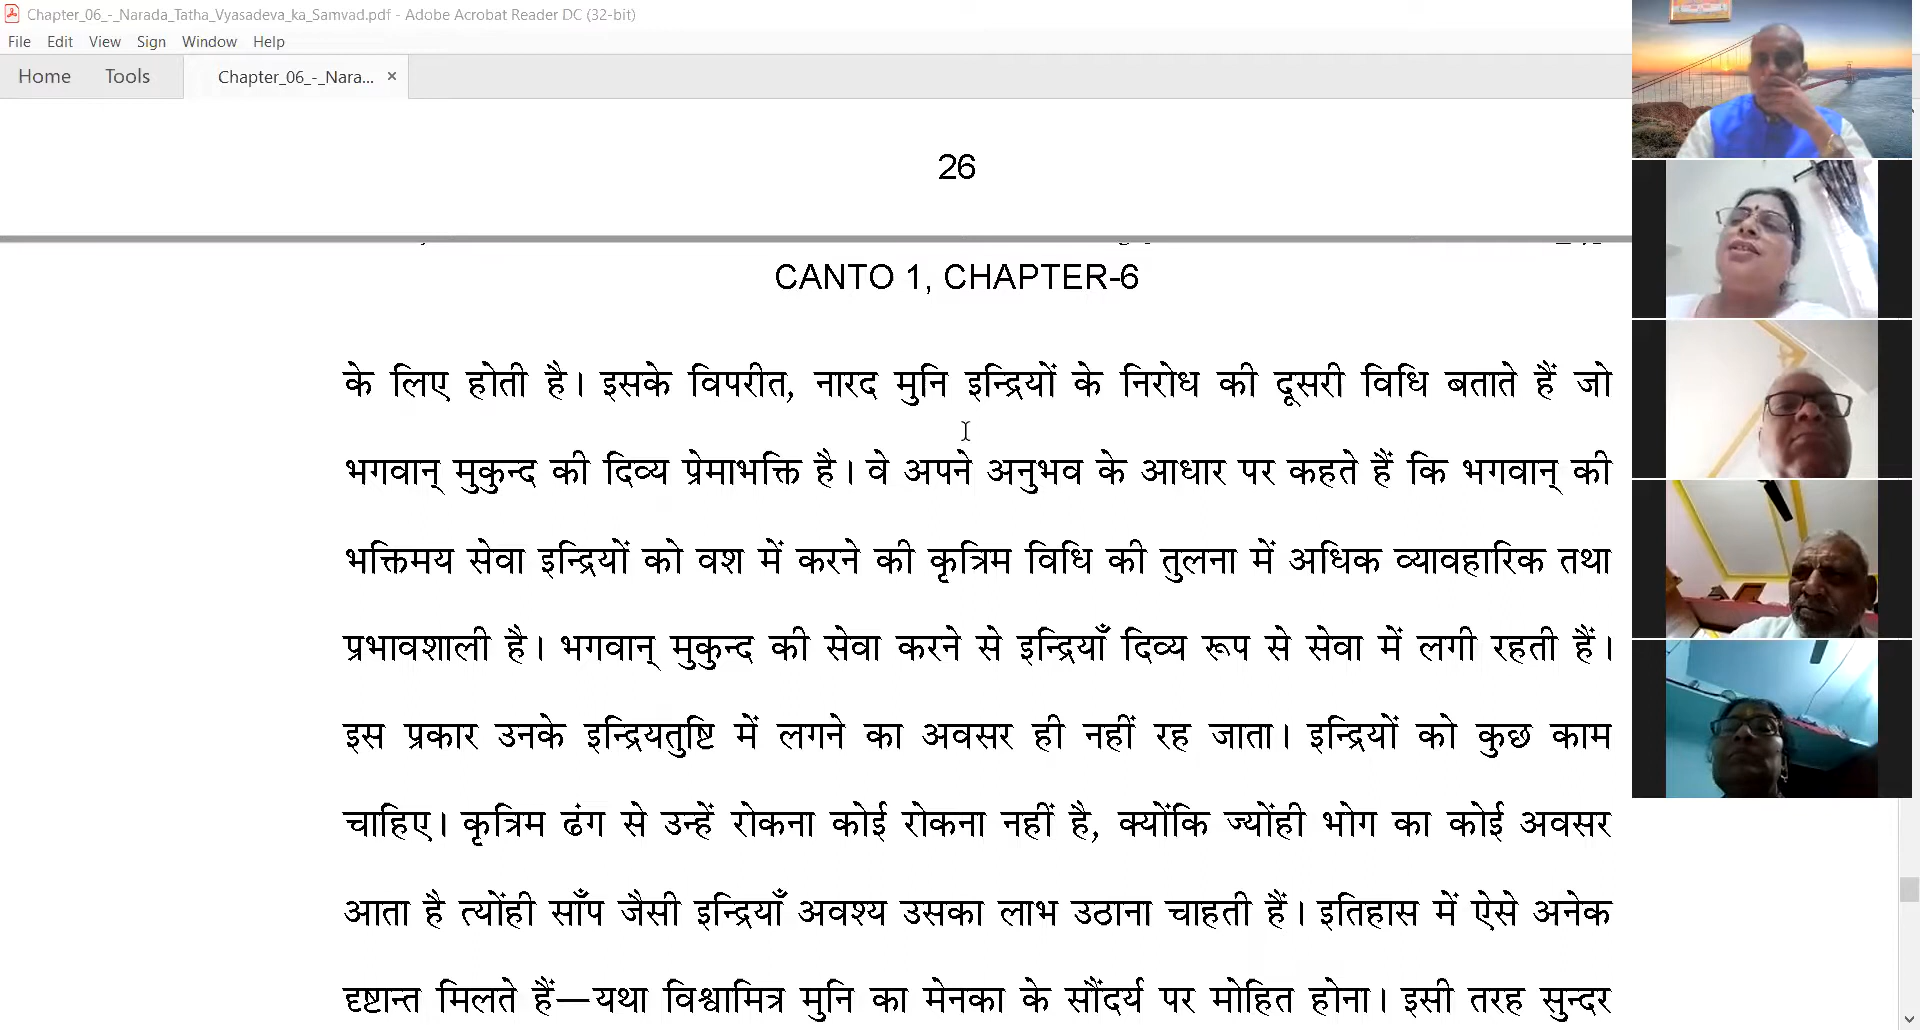 Chapter_06_-_Narada_Tatha_Vyasadeva_ka_Samvad.pdf - Adobe Acrobat Reader DC (32-bit)
File Edit View Sign Window Help
Home Tools Chapter_06_-_Nara... ×
26
CANTO 1, CHAPTER-6
के लिए होती है। इसके विपरीत, नारद मुनि इन्द्रियों के निरोध की दूसरी विधि बताते हैं जो
भगवान् मुकुन्द की दिव्य प्रेमाभक्ति है। वे अपने अनुभव के आधार पर कहते हैं कि भगवान् की
भक्तिमय सेवा इन्द्रियों को वश में करने की कृत्रिम विधि की तुलना में अधिक व्यावहारिक तथा
प्रभावशाली है। भगवान् मुकुन्द की सेवा करने से इन्द्रियाँ दिव्य रूप से सेवा में लगी रहती हैं।
इस प्रकार उनके इन्द्रियतुष्टि में लगने का अवसर ही नहीं रह जाता। इन्द्रियों को कुछ काम
चाहिए। कृत्रिम ढंग से उन्हें रोकना कोई रोकना नहीं है, क्योंकि ज्योंही भोग का कोई अवसर
आता है त्योंही साँप जैसी इन्द्रियाँ अवश्य उसका लाभ उठाना चाहती हैं। इतिहास में ऐसे अनेक
दृष्टान्त मिलते हैं—यथा विश्वामित्र मुनि का मेनका के सौंदर्य पर मोहित होना। इसी तरह सुन्दर